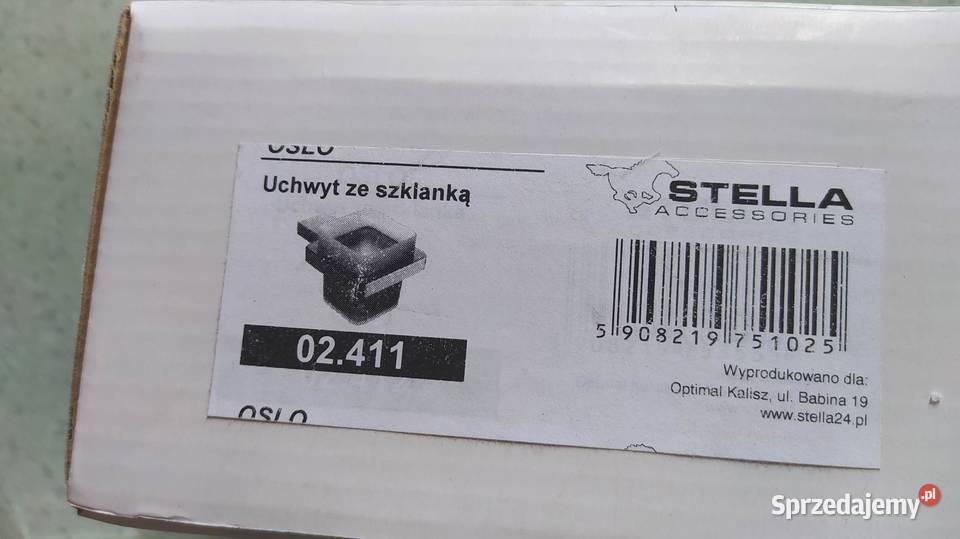 OSLO
Uchwyt ze szklanką
02.411
OSLO
STELLA
ACCESSORIES
5 908219 751025
Wyprodukowano dla:
Optimal Kalisz, ul. Babina 19
www.stella24.pl
Sprzedajemy.pl